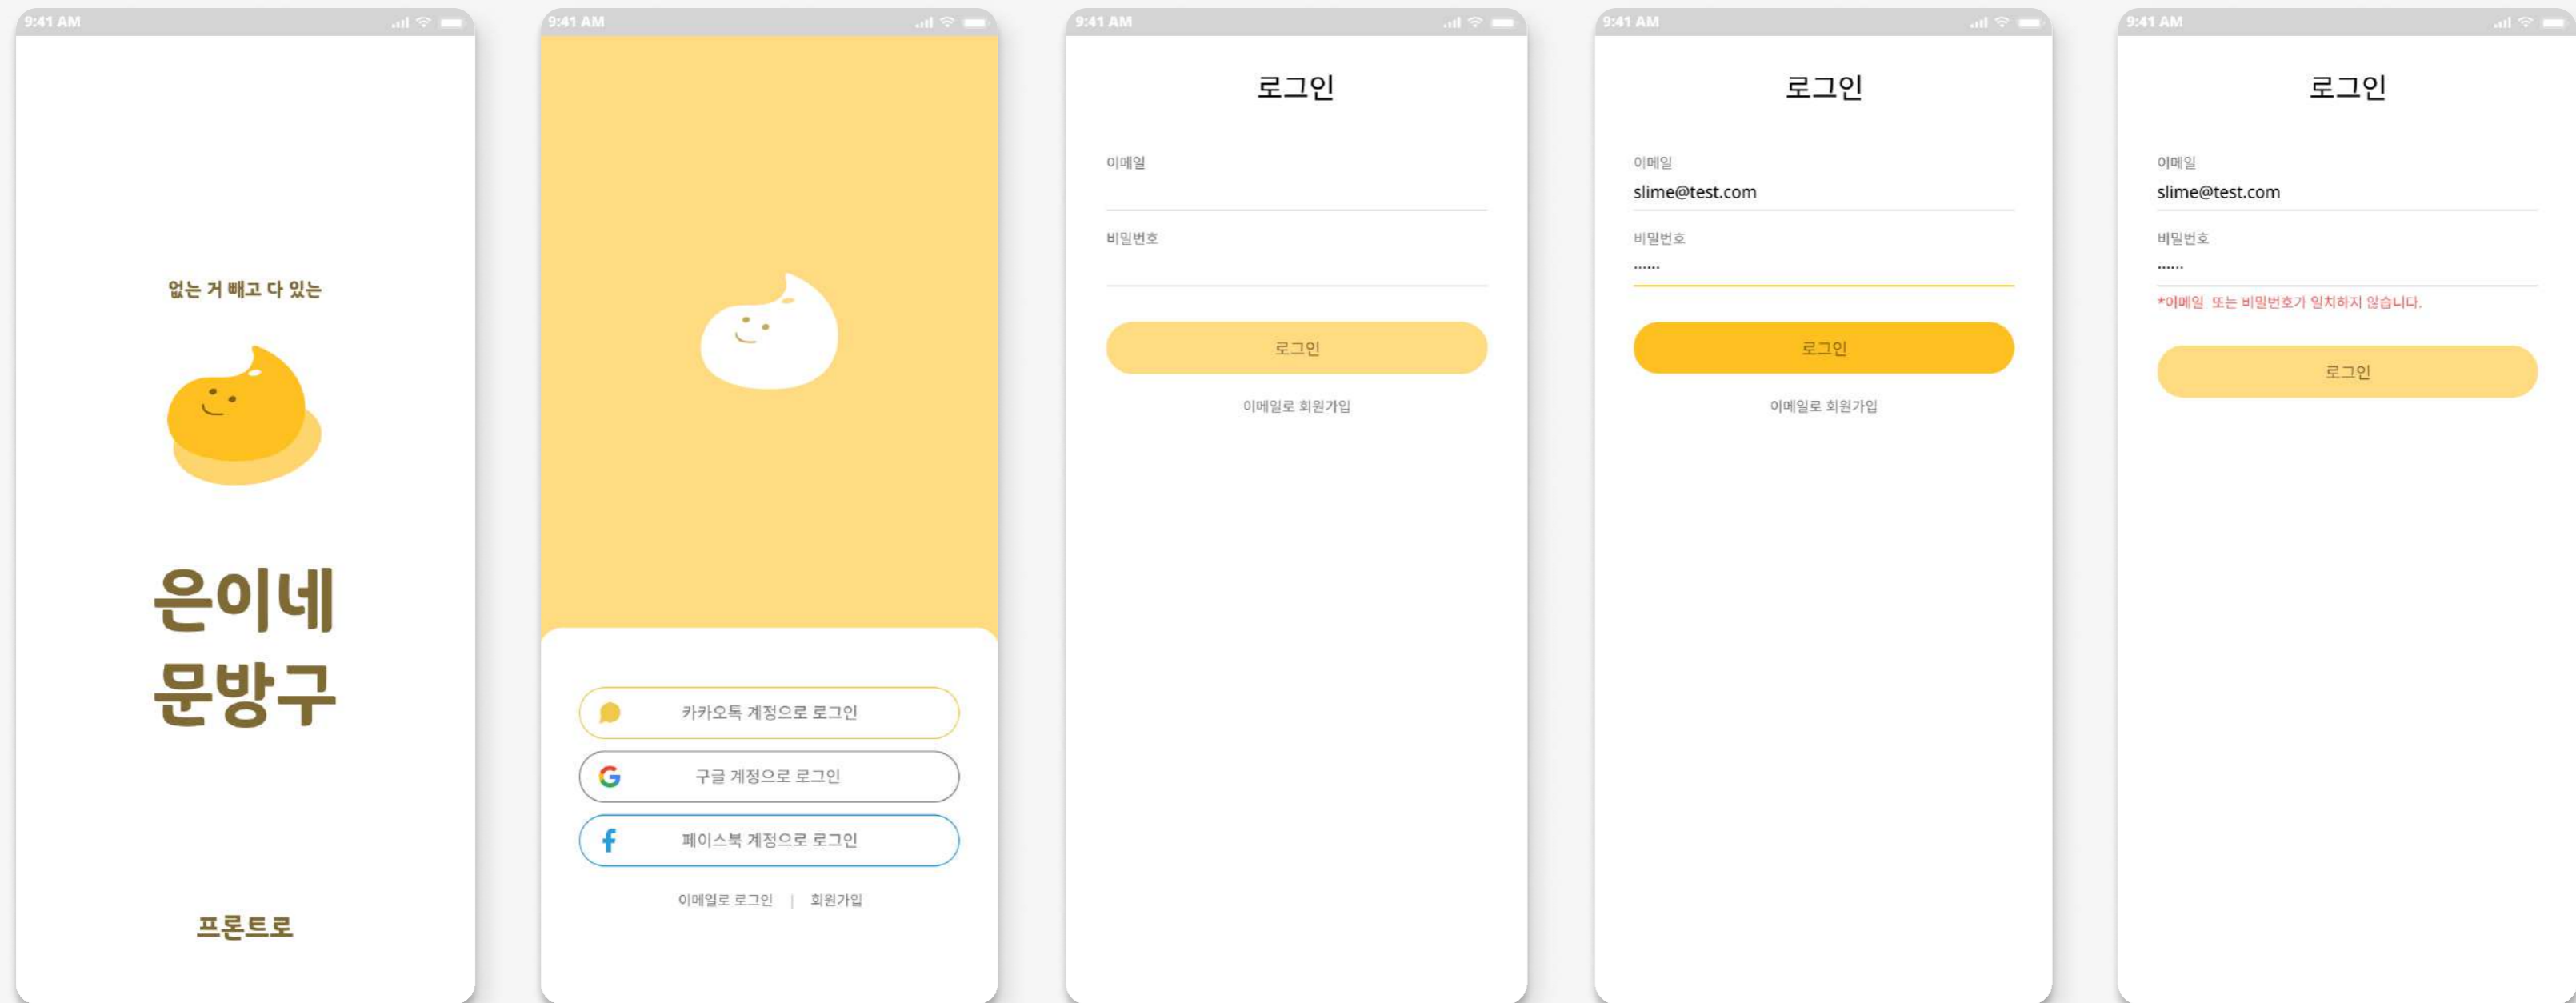 9:41 AM
없는 거 빼고 다 있는
은이네
문방구
프론트로
9:41 AM
카카오톡 계정으로 로그인
구글 계정으로 로그인
페이스북 계정으로 로그인
이메일로 로그인 | 회원가입
9:41 AM
로그인
이메일
비밀번호
로그인
이메일로 회원가입
9:41 AM
로그인
이메일
slime@test.com
비밀번호
······
로그인
이메일로 회원가입
9:41 AM
로그인
이메일
slime@test.com
비밀번호
······
*이메일 또는 비밀번호가 일치하지 않습니다.
로그인